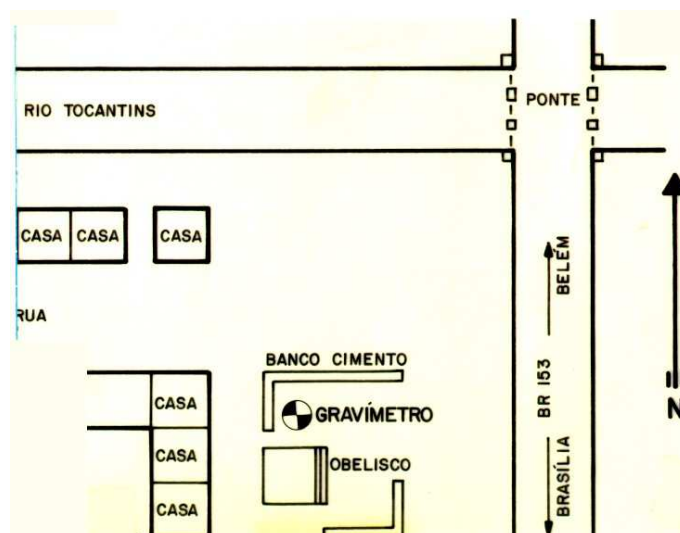 RIO TOCANTINS
PONTE
CASA CASA CASA
BELÉM
RUA
BANCO CIMENTO
BR 153
N
CASA
GRAVÍMETRO
CASA
OBELISCO
BRASÍLIA
CASA